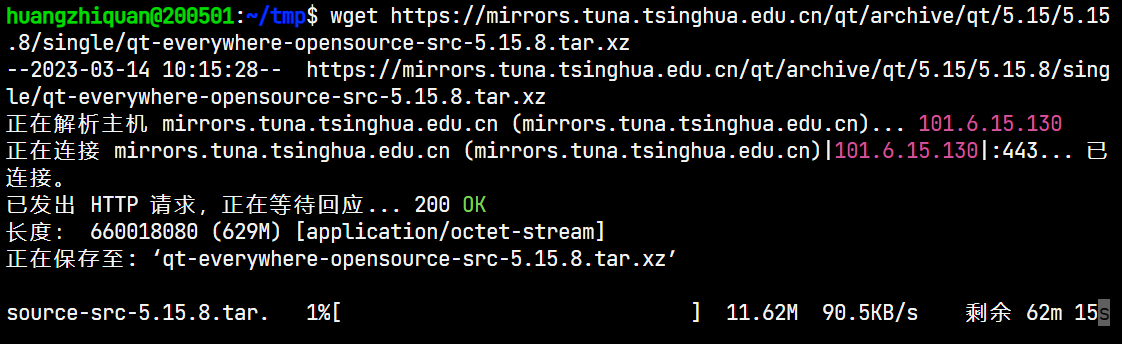 huangzhiquan@200501:~/tmp$ wget https://mirrors.tuna.tsinghua.edu.cn/qt/archive/qt/5.15/5.15
.8/single/qt-everywhere-opensource-src-5.15.8.tar.xz
--2023-03-14 10:15:28--  https://mirrors.tuna.tsinghua.edu.cn/qt/archive/qt/5.15/5.15.8/sing
le/qt-everywhere-opensource-src-5.15.8.tar.xz
正在解析主机 mirrors.tuna.tsinghua.edu.cn (mirrors.tuna.tsinghua.edu.cn)... 101.6.15.130
正在连接 mirrors.tuna.tsinghua.edu.cn (mirrors.tuna.tsinghua.edu.cn)|101.6.15.130|:443... 已
连接。
已发出 HTTP 请求，正在等待回应... 200 OK
长度： 660018080 (629M) [application/octet-stream]
正在保存至: ‘qt-everywhere-opensource-src-5.15.8.tar.xz’
source-src-5.15.8.tar.   1%[                              ]  11.62M  90.5KB/s    剩余 62m 15s